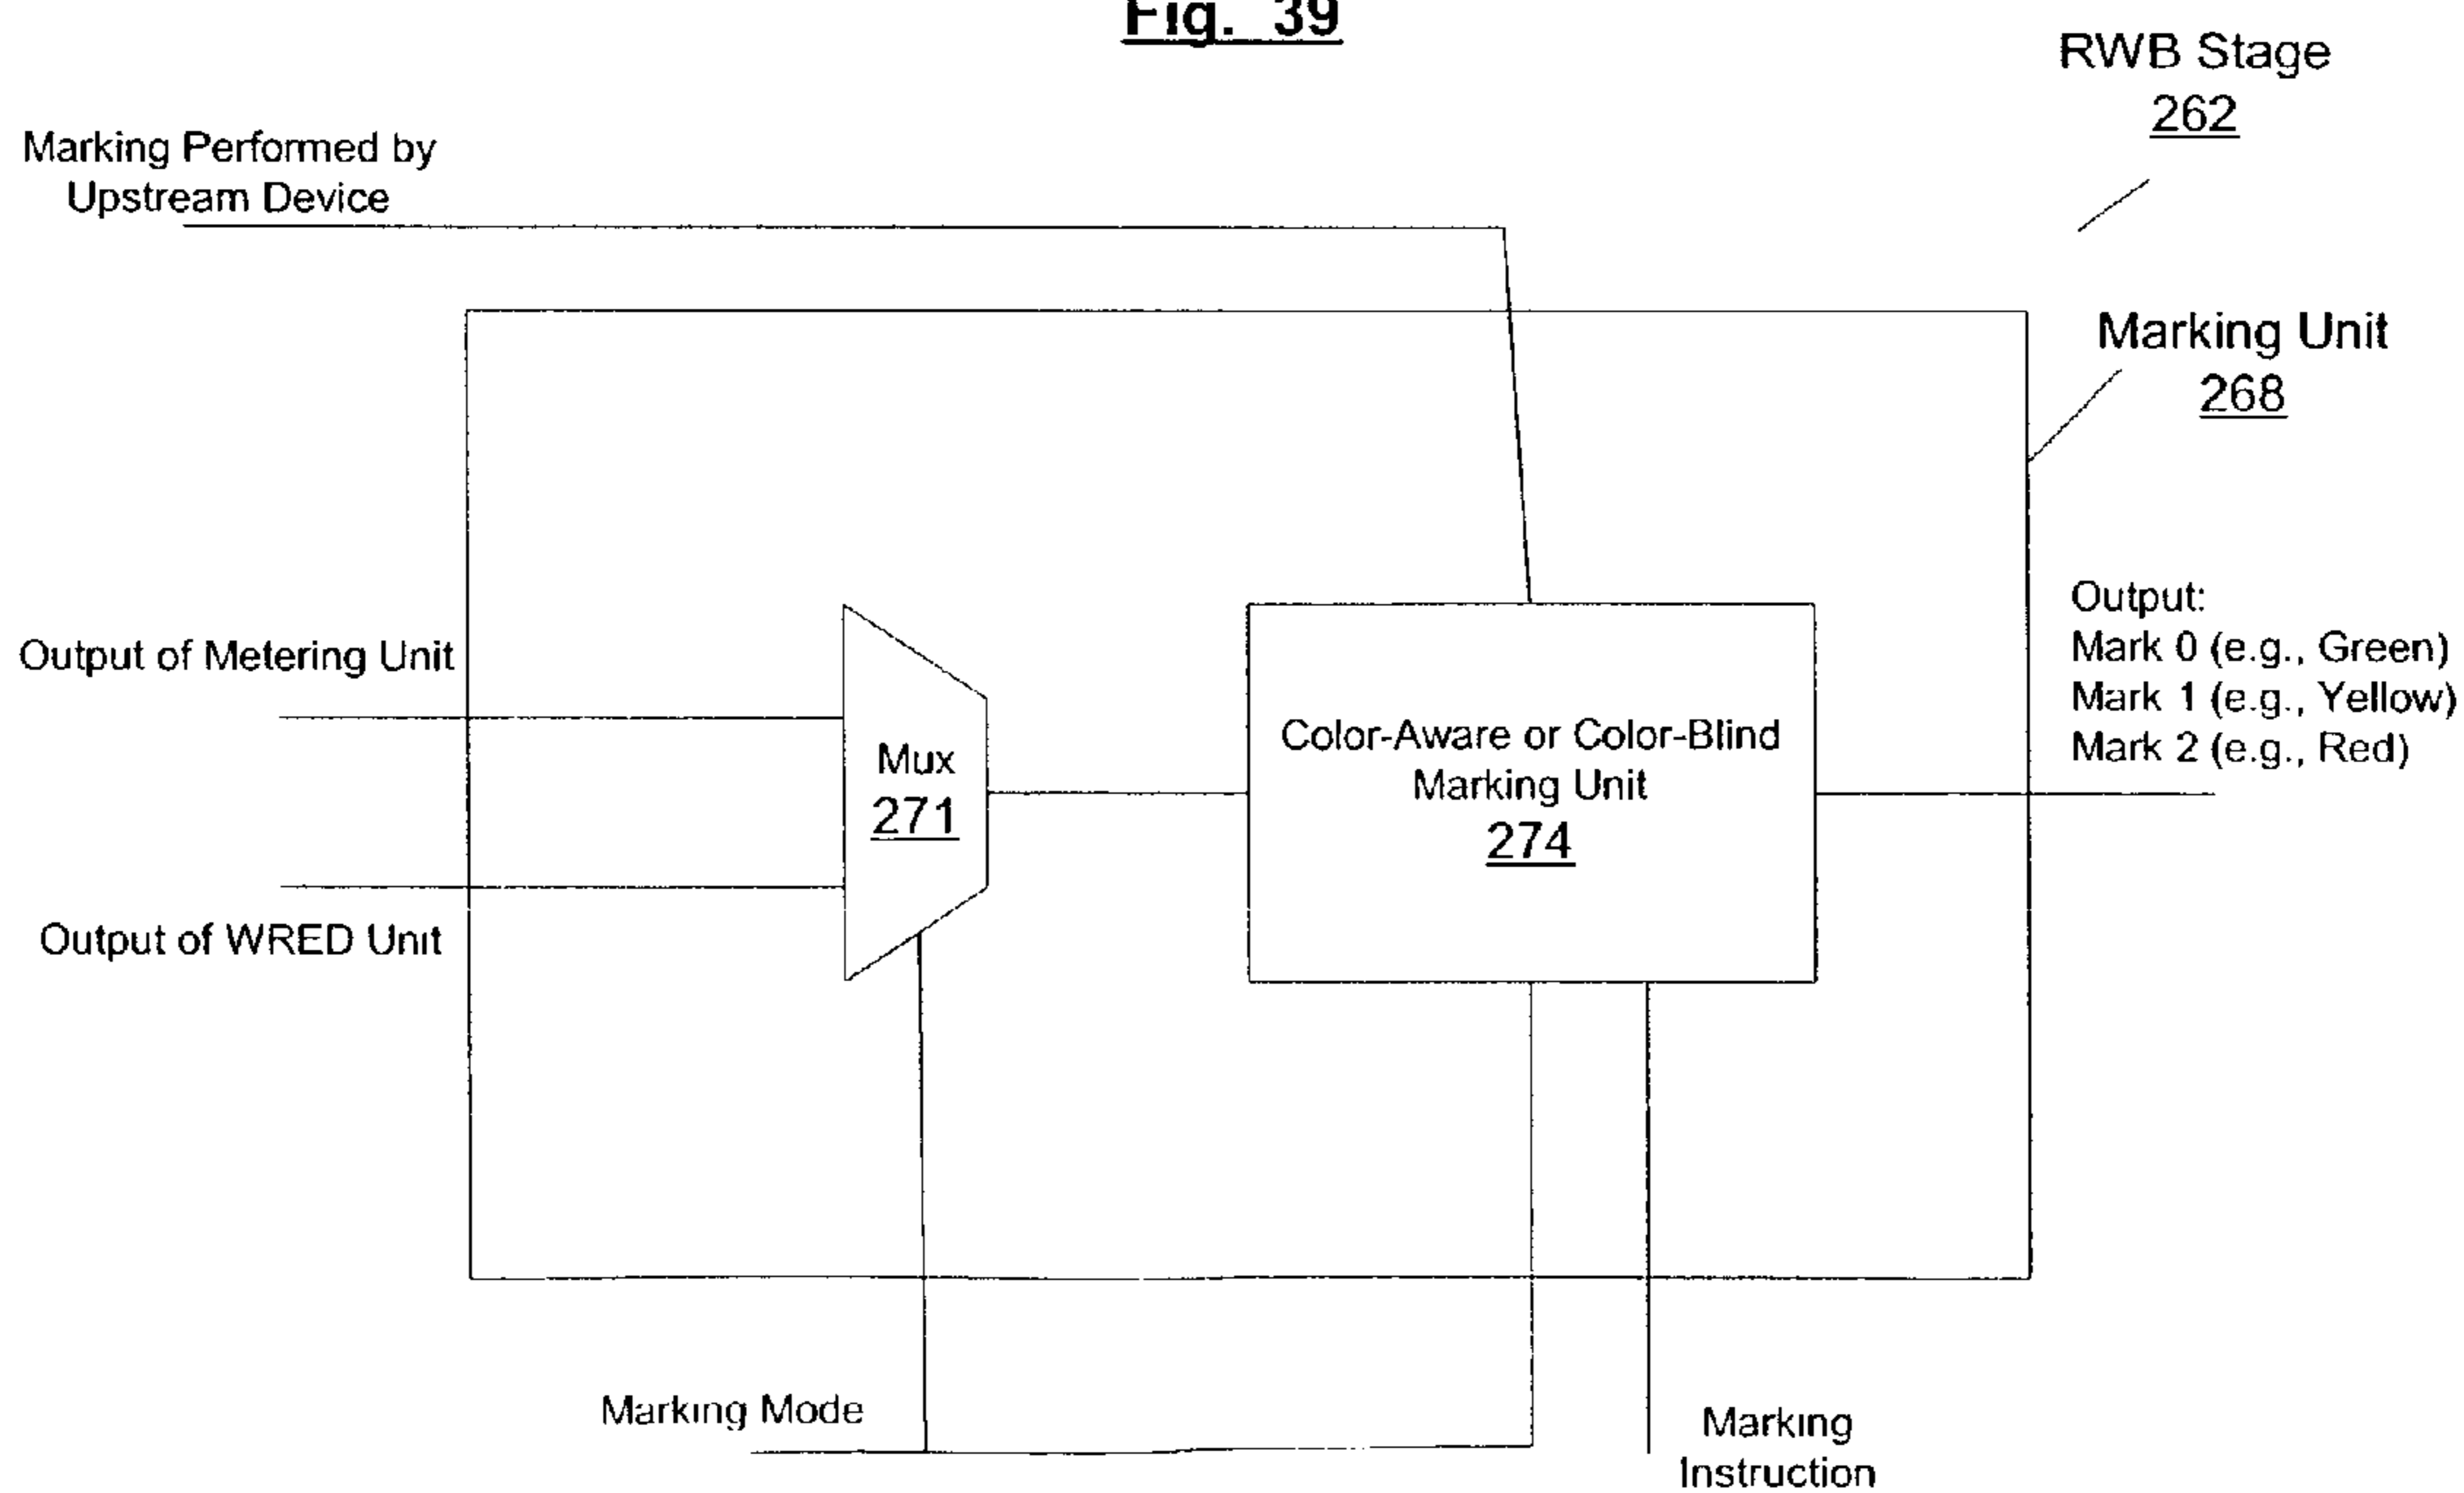 Fig. 39
RWB Stage
262
Marking Performed by
Upstream Device
Marking Unit
268
Output of Metering Unit
Output:
Mark 0 (e.g., Green)
Mark 1 (e.g., Yellow)
Mark 2 (e.g., Red)
Mux
271
Color-Aware or Color-Blind
Marking Unit
274
Output of WRED Unit
Marking Mode
Marking
Instruction